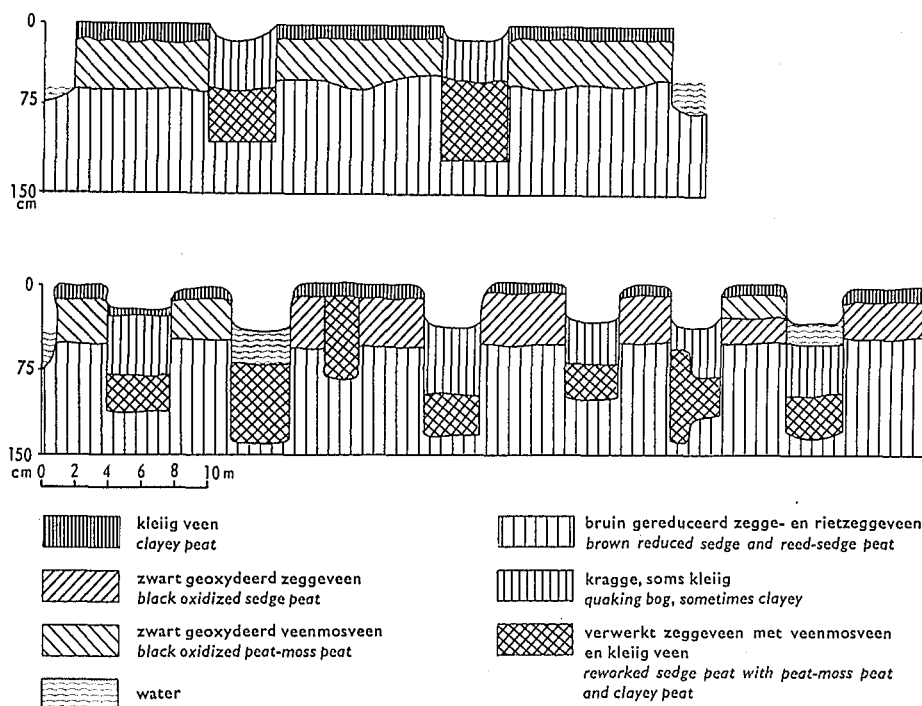 0
75
150
cm
0
75
150
cm 0 2 4 6 8 10 m
kleiig veen
clayey peat
zwart geoxydeerd zeggeveen
black oxidized sedge peat
zwart geoxydeerd veenmosveen
black oxidized peat-moss peat
water
bruin gereduceerd zegge- en rietzeggeveen
brown reduced sedge and reed-sedge peat
kragge, soms kleiig
quaking bog, sometimes clayey
verwerkt zeggeveen met veenmosveen
en kleiig veen
reworked sedge peat with peat-moss peat
and clayey peat